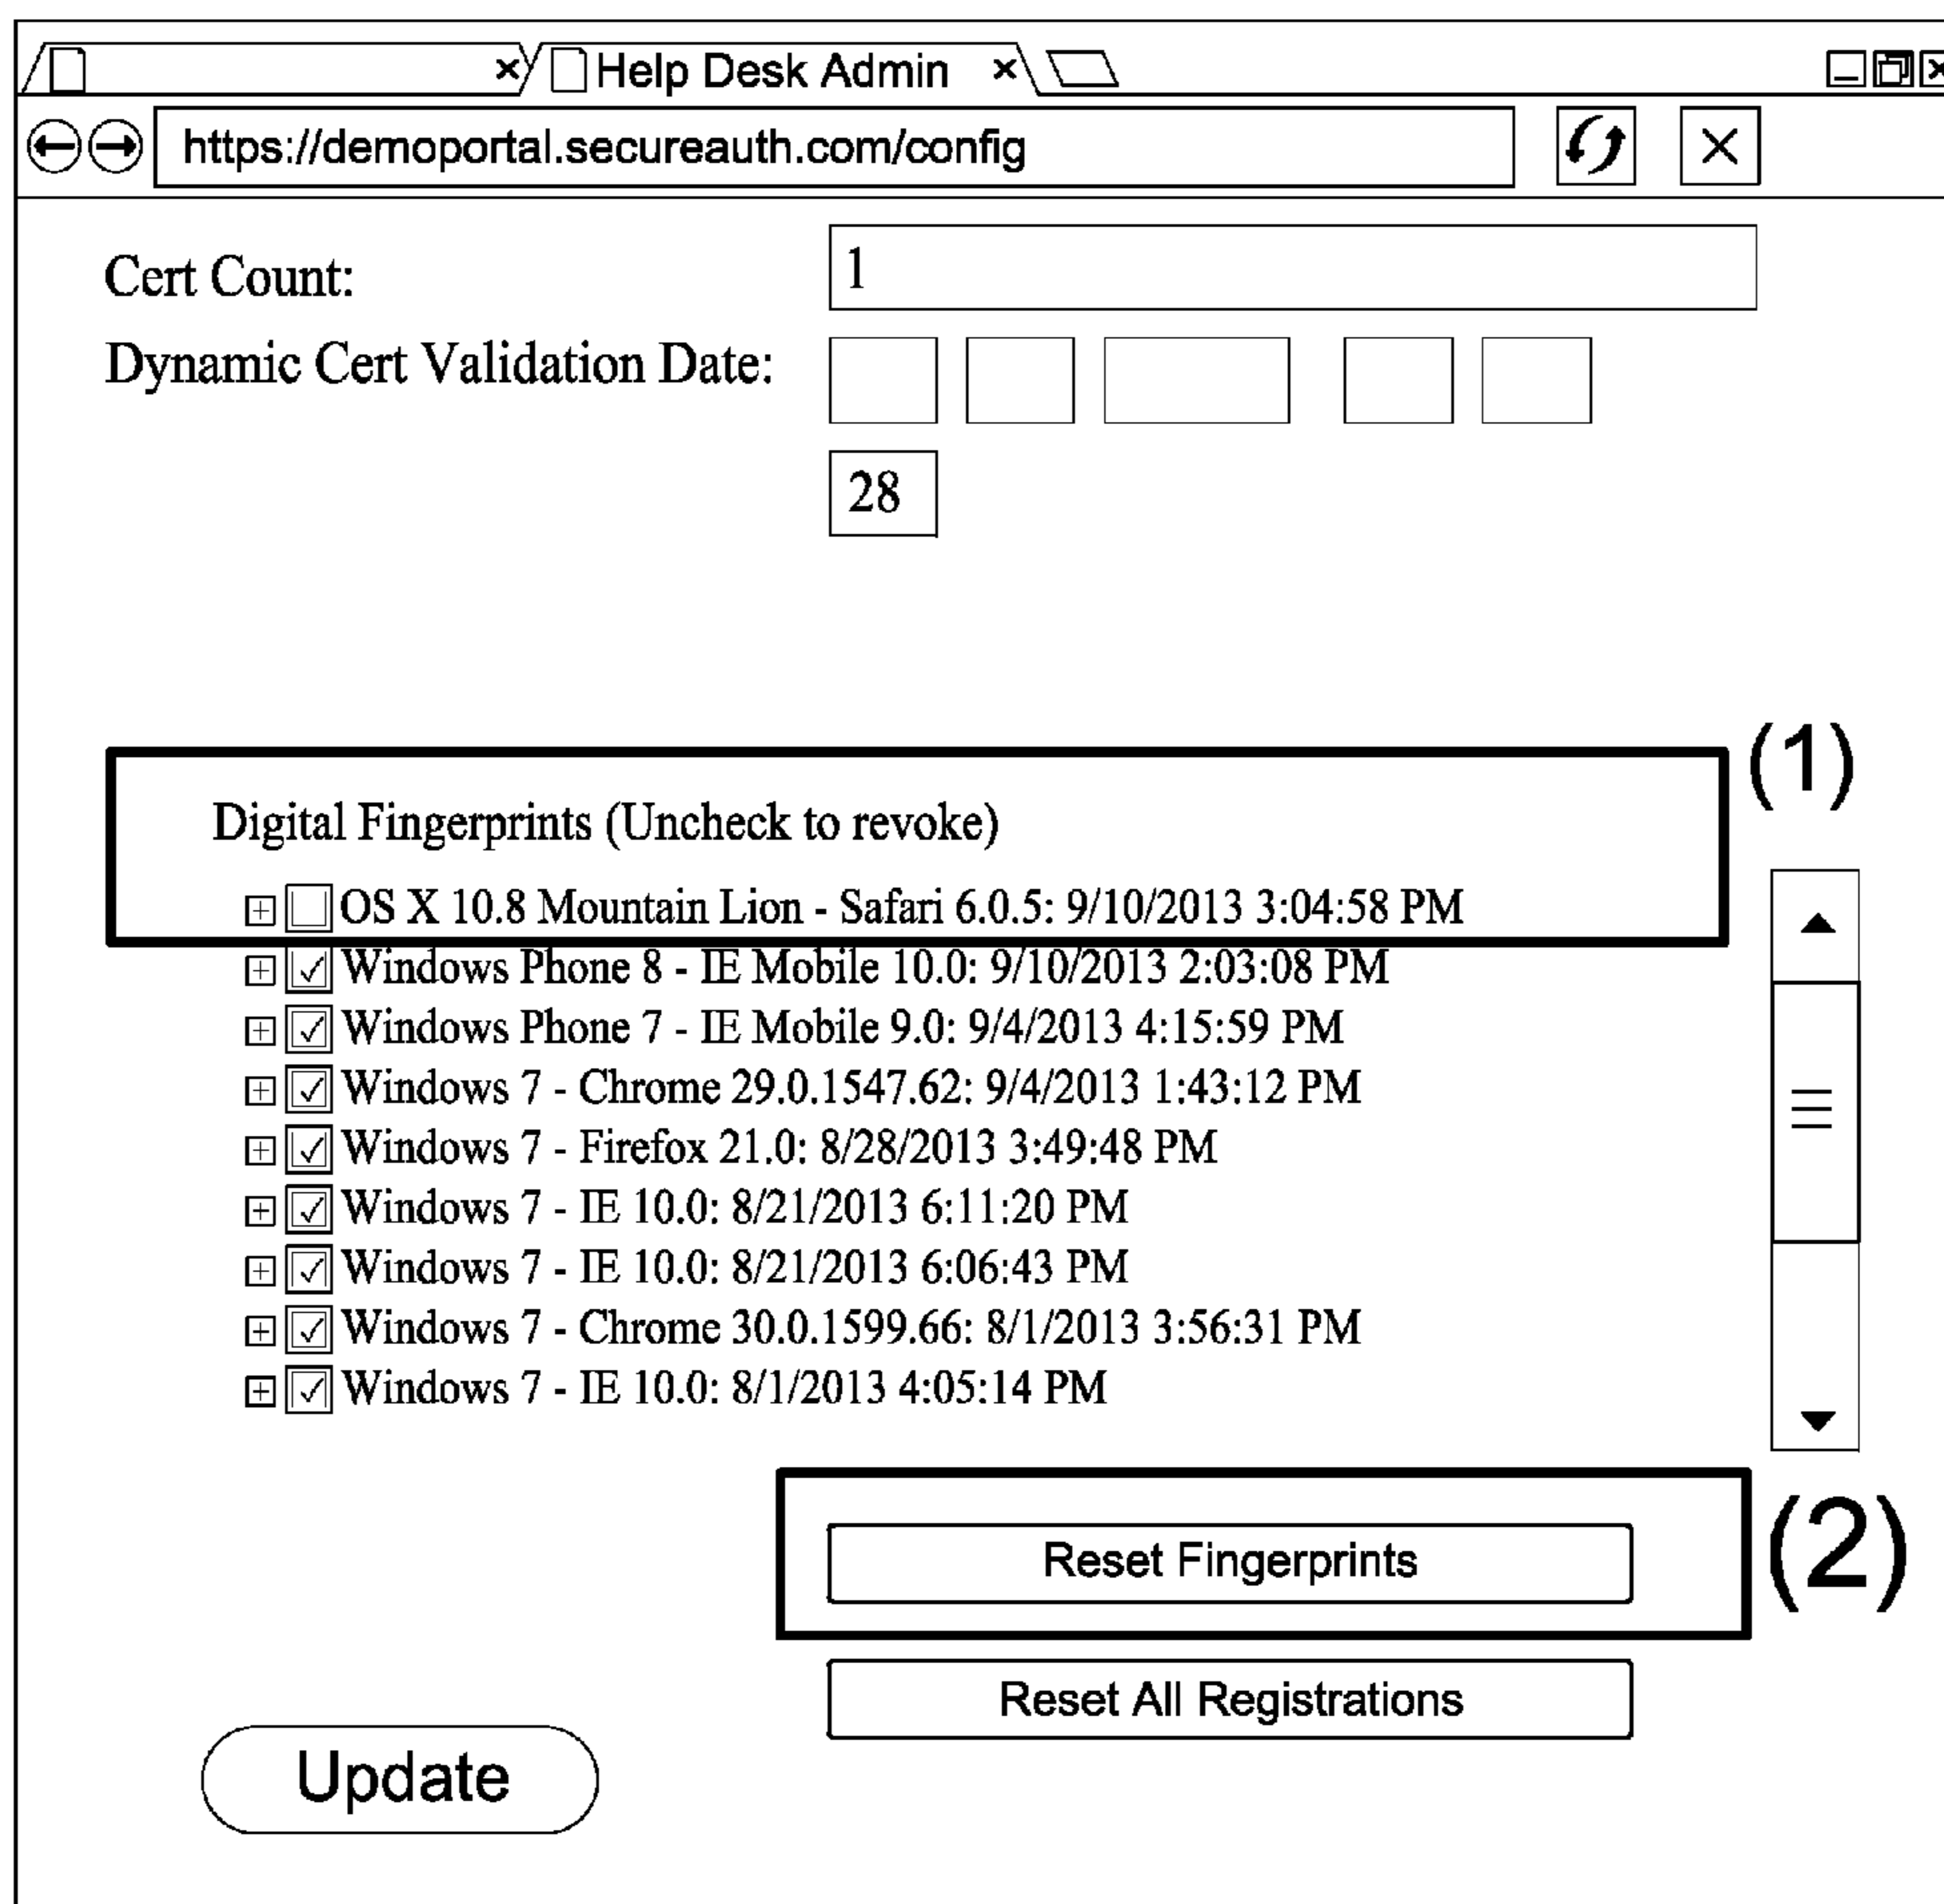 Help Desk Admin
https://demoportal.secureauth.com/config
Cert Count: 1
Dynamic Cert Validation Date:
28
(1)
Digital Fingerprints (Uncheck to revoke)
OS X 10.8 Mountain Lion - Safari 6.0.5: 9/10/2013 3:04:58 PM
Windows Phone 8 - IE Mobile 10.0: 9/10/2013 2:03:08 PM
Windows Phone 7 - IE Mobile 9.0: 9/4/2013 4:15:59 PM
Windows 7 - Chrome 29.0.1547.62: 9/4/2013 1:43:12 PM
Windows 7 - Firefox 21.0: 8/28/2013 3:49:48 PM
Windows 7 - IE 10.0: 8/21/2013 6:11:20 PM
Windows 7 - IE 10.0: 8/21/2013 6:06:43 PM
Windows 7 - Chrome 30.0.1599.66: 8/1/2013 3:56:31 PM
Windows 7 - IE 10.0: 8/1/2013 4:05:14 PM
Reset Fingerprints
(2)
Reset All Registrations
Update